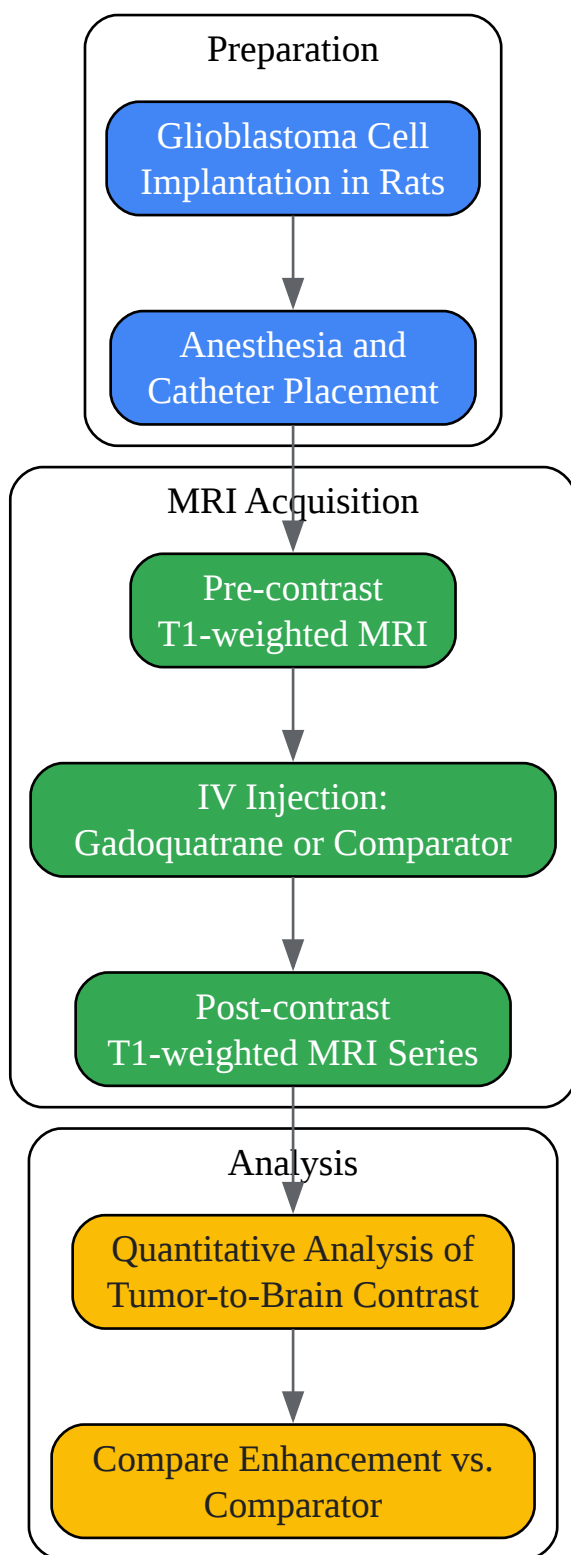 Preparation
Glioblastoma Cell
Implantation in Rats
Anesthesia and
Catheter Placement
MRI Acquisition
Pre-contrast
T1-weighted MRI
IV Injection:
Gadoquatrane or Comparator
Post-contrast
T1-weighted MRI Series
Analysis
Quantitative Analysis of
Tumor-to-Brain Contrast
Compare Enhancement vs.
Comparator